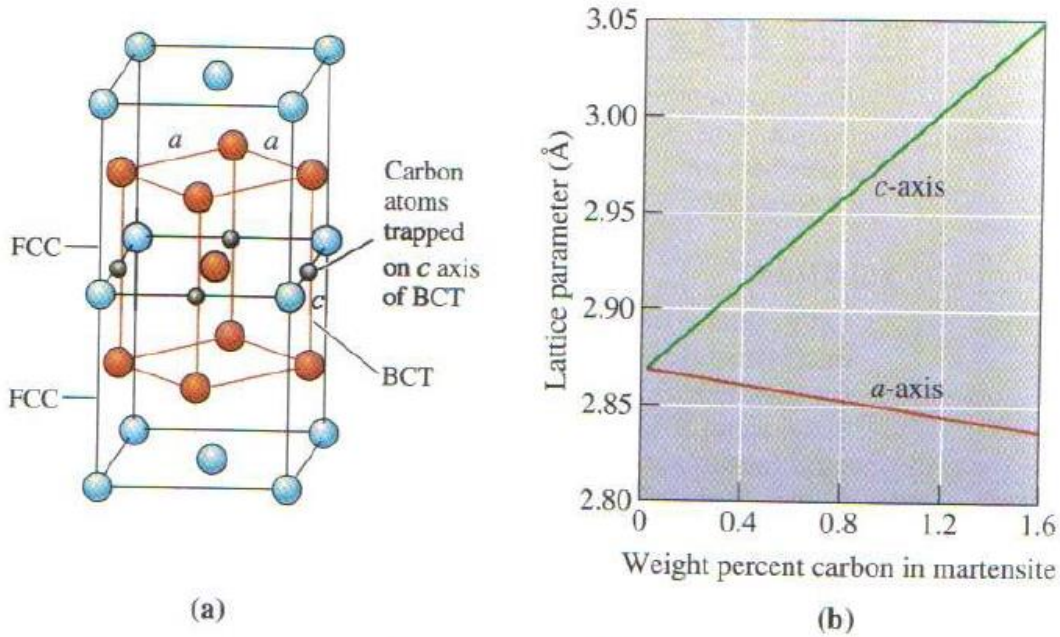 a
a
Carbon
atoms
trapped
on c axis
of BCT
FCC
c
BCT
FCC
(a)
3.05
3.00
2.95
2.90
2.85
2.80
Lattice parameter (Å)
c-axis
a-axis
0
0.4
0.8
1.2
1.6
Weight percent carbon in martensite
(b)